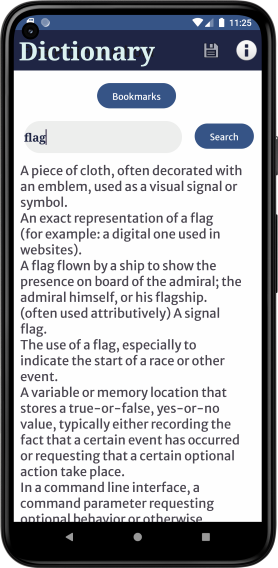 11:25
Dictionary
Bookmarks
flag
Search
A piece of cloth, often decorated with
an emblem, used as a visual signal or
symbol.
An exact representation of a flag
(for example: a digital one used in
websites).
A flag flown by a ship to show the
presence on board of the admiral; the
admiral himself, or his flagship.
(often used attributively) A signal
flag.
The use of a flag, especially to
indicate the start of a race or other
event.
A variable or memory location that
stores a true-or-false, yes-or-no
value, typically either recording the
fact that a certain event has occurred
or requesting that a certain optional
action take place.
In a command line interface, a
command parameter requesting
optional behavior or otherwise